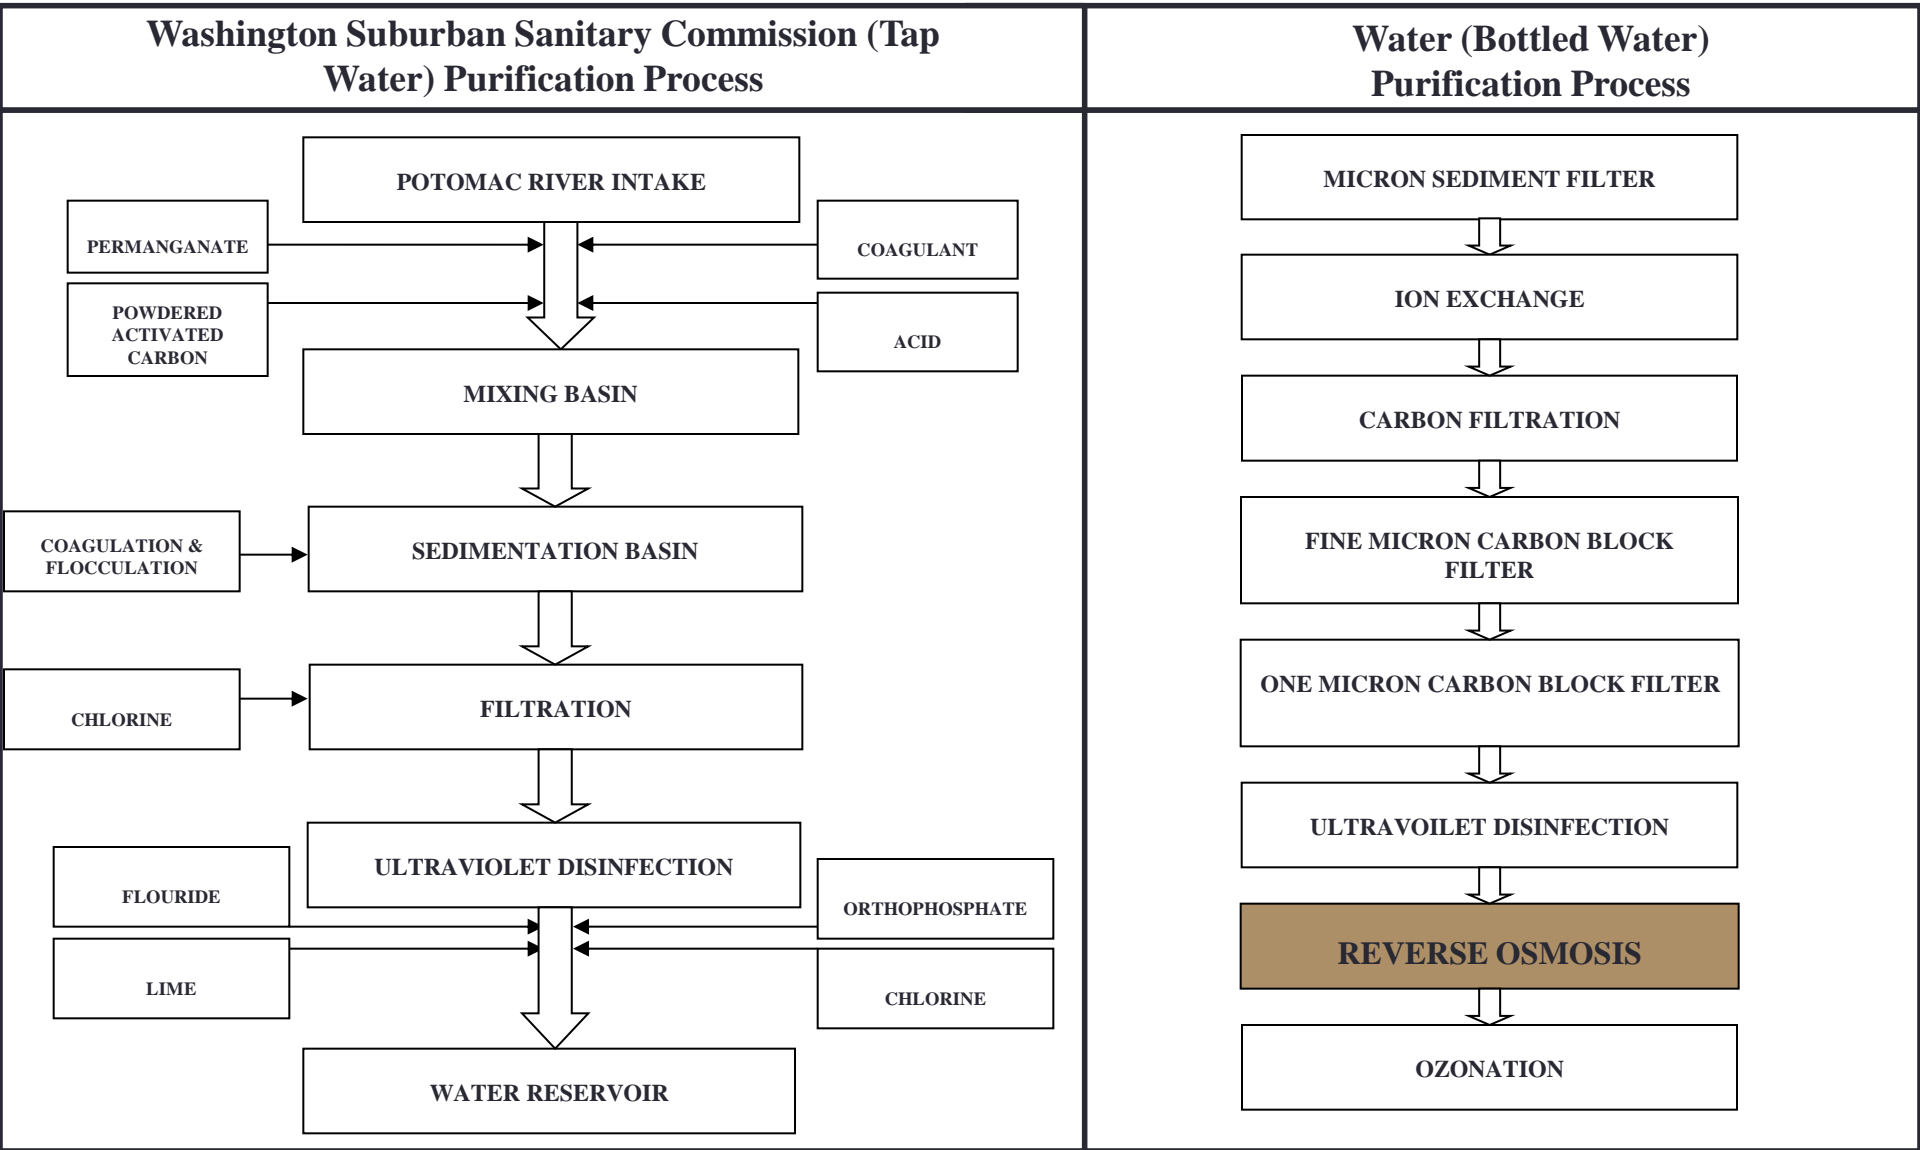 Washington Suburban Sanitary Commission (Tap
Water) Purification Process
POTOMAC RIVER INTAKE
PERMANGANATE
COAGULANT
POWDERED
ACTIVATED
CARBON
ACID
MIXING BASIN
COAGULATION &
FLOCCULATION
SEDIMENTATION BASIN
CHLORINE
FILTRATION
ULTRAVIOLET DISINFECTION
FLOURIDE
ORTHOPHOSPHATE
LIME
CHLORINE
WATER RESERVOIR
Water (Bottled Water)
Purification Process
MICRON SEDIMENT FILTER
ION EXCHANGE
CARBON FILTRATION
FINE MICRON CARBON BLOCK
FILTER
ONE MICRON CARBON BLOCK FILTER
ULTRAVOILET DISINFECTION
REVERSE OSMOSIS
OZONATION